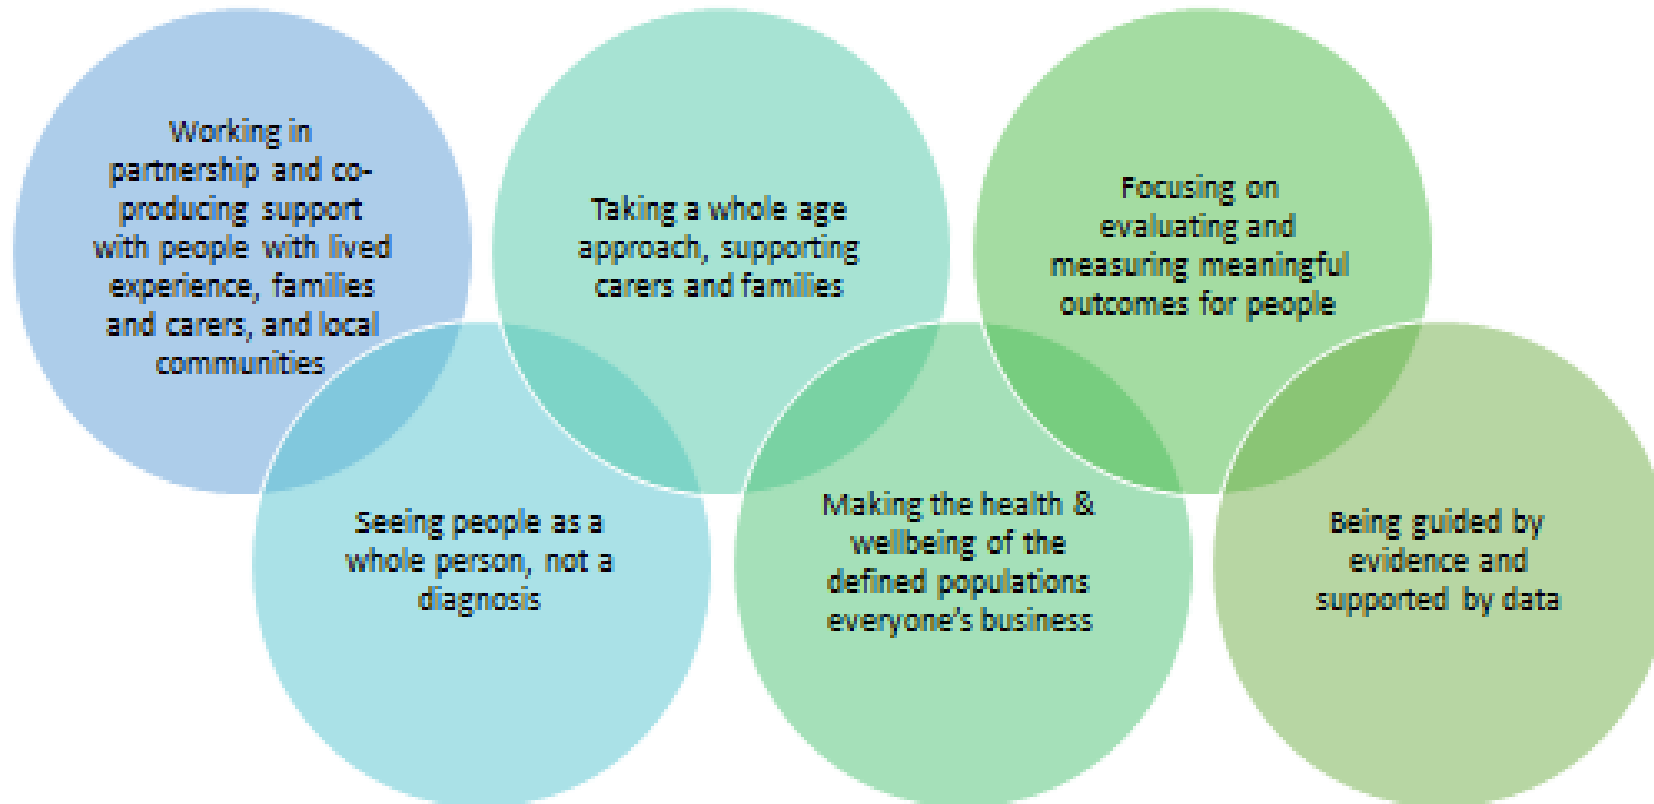 Working in
partnership and co-
producing support
with people with lived
experience, families
and carers, and local
communities
Seeing people as a
whole person, not a
diagnosis
Taking a whole age
approach, supporting
carers and families
Making the health &
wellbeing of the
defined populations
everyone's business
Focusing on
evaluating and
measuring meaningful
outcomes for people
Being guided by
evidence and
supported by data